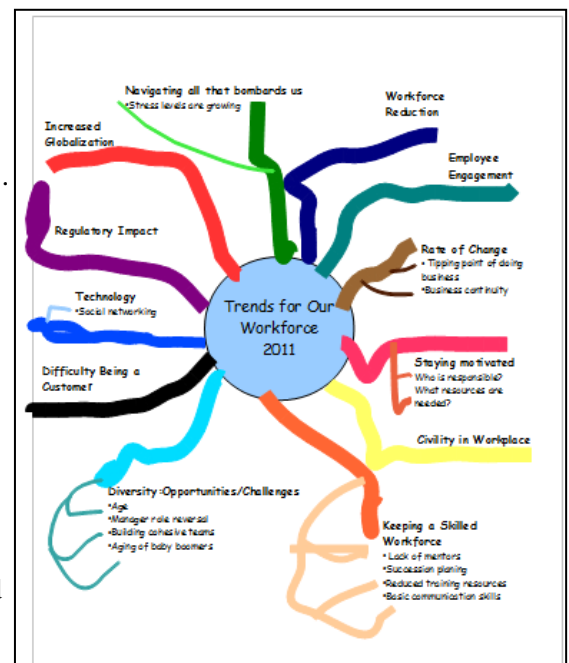 Navigating all that bombards us
•Stress levels are growing
Workforce
Reduction
Increased
Globalization
Employee
Engagement
Regulatory Impact
Rate of Change
• Tipping point of doing
business
•Business continuity
Technology
•Social networking
Trends for Our
Workforce
2011
Difficulty Being a
Customer
Staying motivated
Who is responsible?
What resources are
needed?
Civility in Workplace
Diversity:Opportunities/Challenges
•Age
•Manager role reversal
•Building cohesive teams
•Aging of baby boomers
Keeping a Skilled
Workforce
• Lack of mentors
•Succession planing
•Reduced training resources
•Basic communication skills